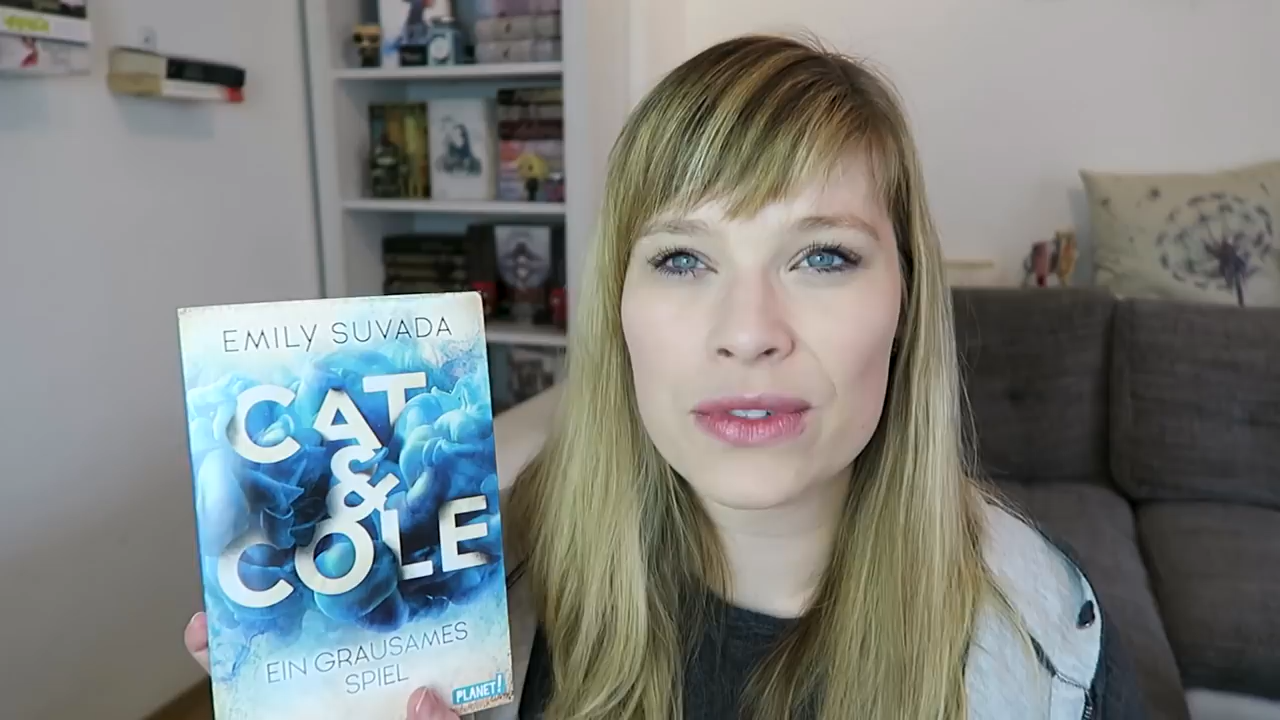 EMILY SUVADA
CAT
&
COLE
EIN GRAUSAMES
SPIEL
PLANET!